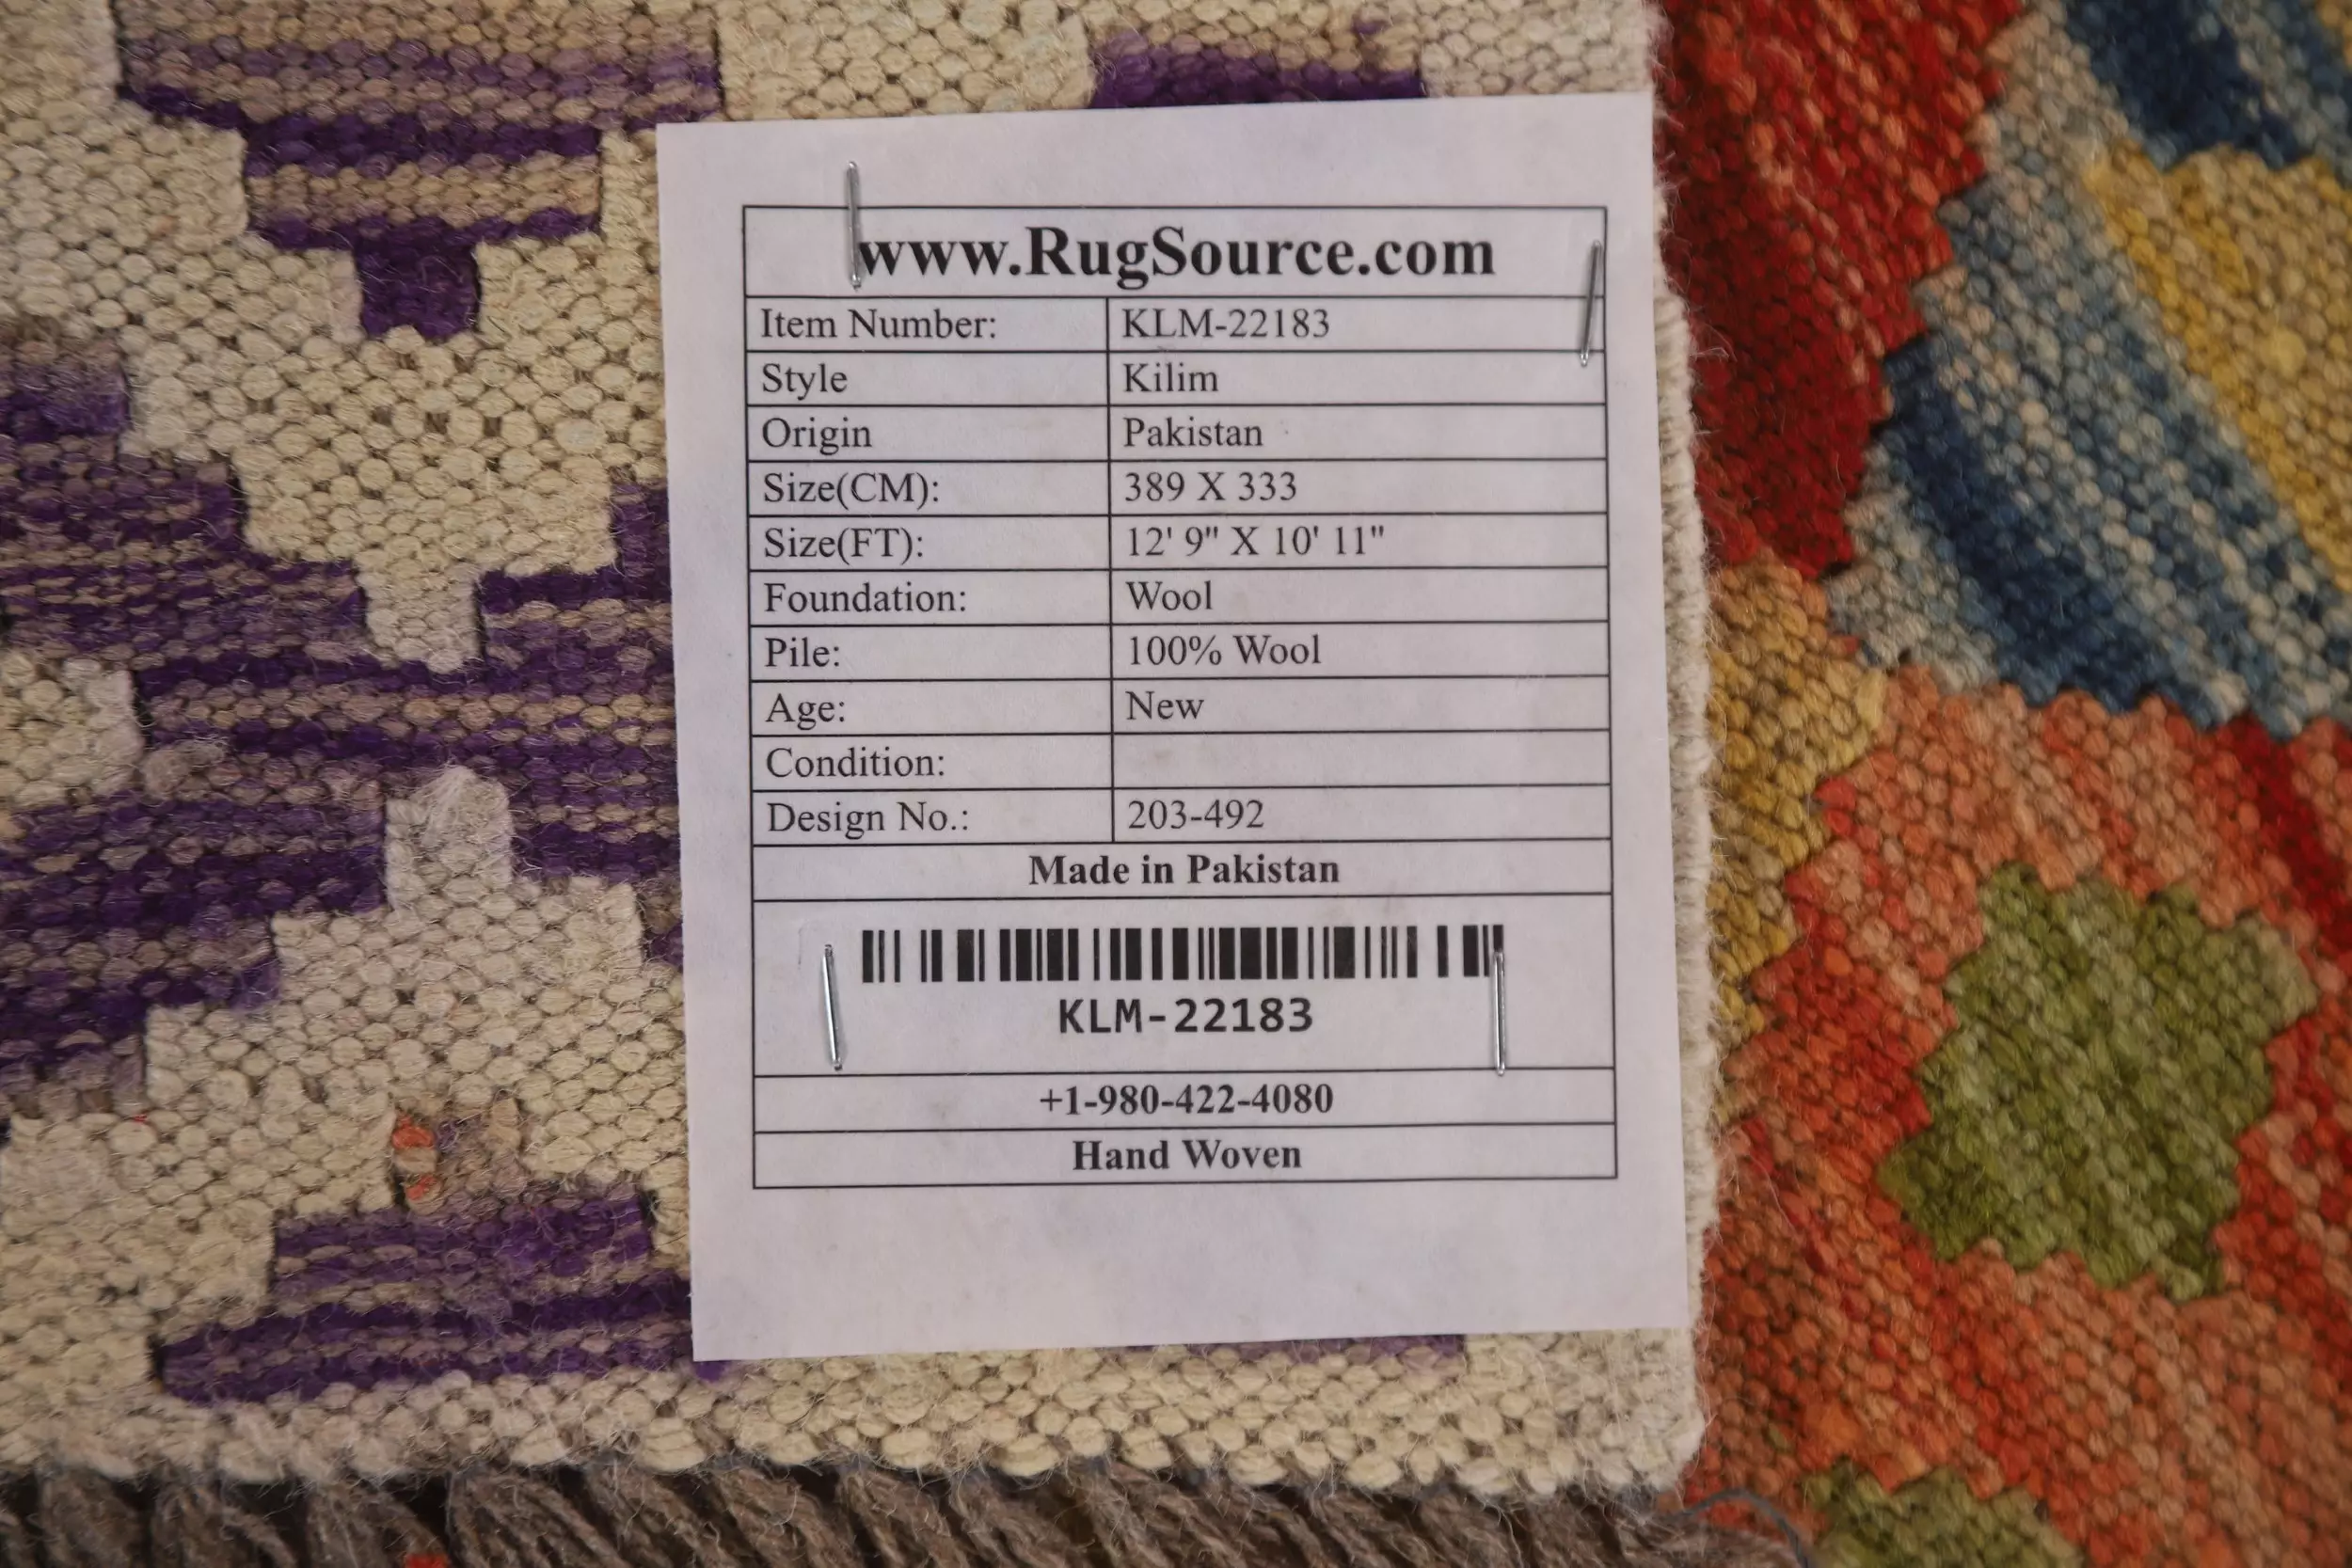 www.RugSource.com
Item Number: KLM-22183
Style Kilim
Origin Pakistan
Size(CM): 389 X 333
Size(FT): 12' 9" X 10' 11"
Foundation: Wool
Pile: 100% Wool
Age: New
Condition:
Design No.: 203-492
Made in Pakistan
KLM-22183
+1-980-422-4080
Hand Woven